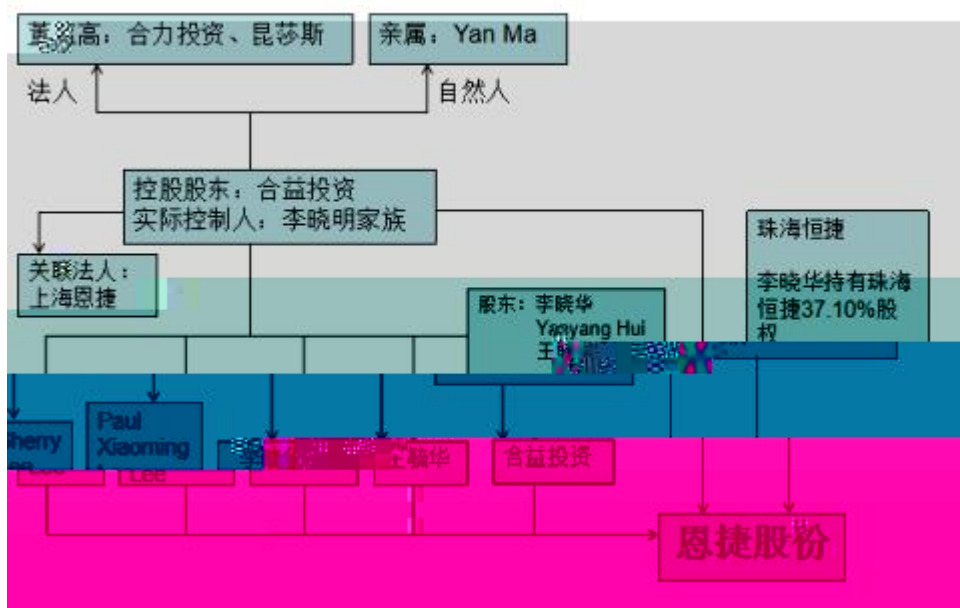 高：合力投资、昆莎斯
亲属：Yan Ma
法人
自然人
控股股东：合益投资
实际控制人：李晓明家族
关联法人：
上海恩捷
珠海恒捷
李晓华持有珠海
恒捷37.10%股
权
股东：李晓华
Yanyang Hui
王
Paul
Xiaoming
Lee
Sherry
Lee
华
合益投资
恩捷股份